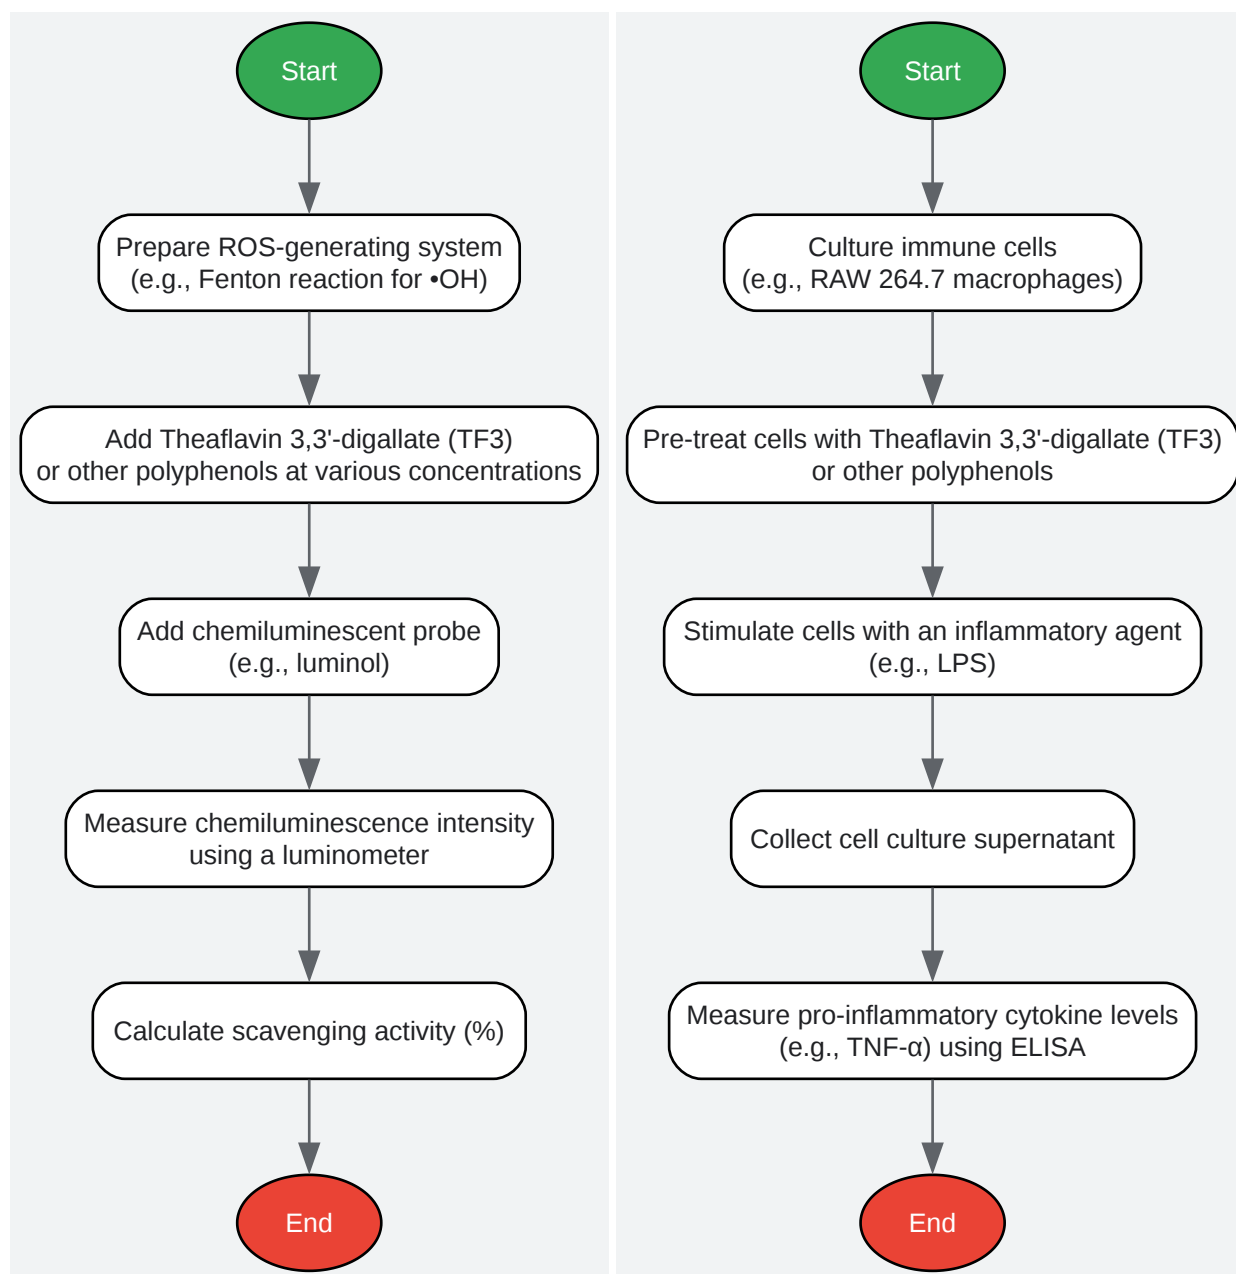 Start
Prepare ROS-generating system
(e.g., Fenton reaction for •OH)
Add Theaflavin 3,3'-digallate (TF3)
or other polyphenols at various concentrations
Add chemiluminescent probe
(e.g., luminol)
Measure chemiluminescence intensity
using a luminometer
Calculate scavenging activity (%)
End
Start
Culture immune cells
(e.g., RAW 264.7 macrophages)
Pre-treat cells with Theaflavin 3,3'-digallate (TF3)
or other polyphenols
Stimulate cells with an inflammatory agent
(e.g., LPS)
Collect cell culture supernatant
Measure pro-inflammatory cytokine levels
(e.g., TNF-α) using ELISA
End